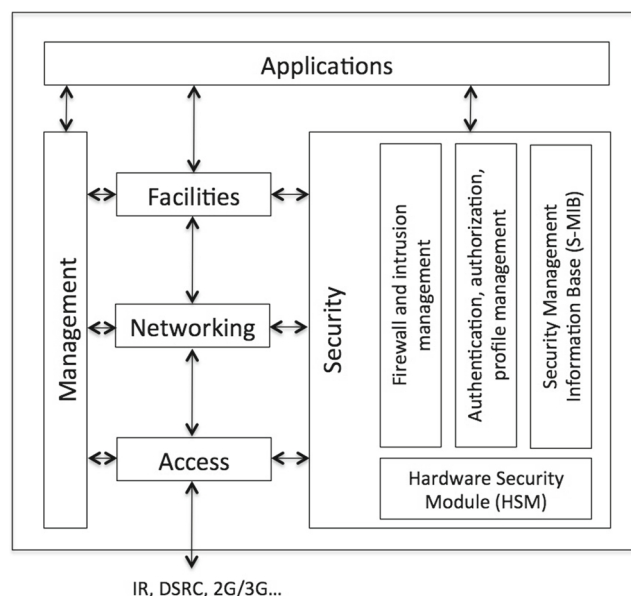 Applications
Management
Facilities
Networking
Access
Security
Firewall and intrusion
management
Authentication, authorization,
profile management
Security Management
Information Base (S-MIB)
Hardware Security
Module (HSM)
IR, DSRC, 2G/3G...